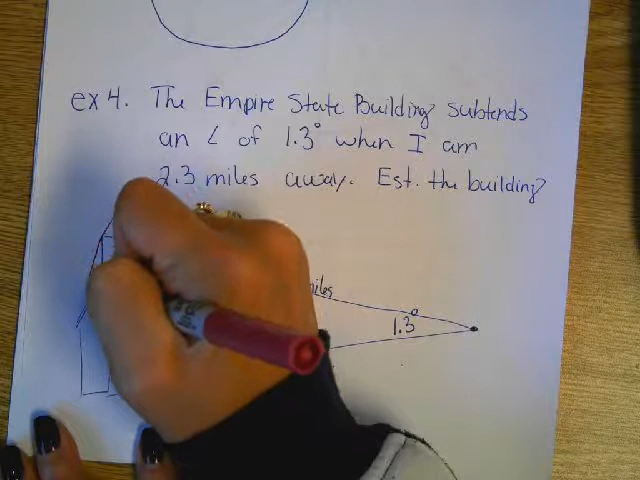 ex 4. The Empire State Building subtends
an ∠ of 1.3° when I am
2.3 miles away. Est. the building?
miles
1.3°